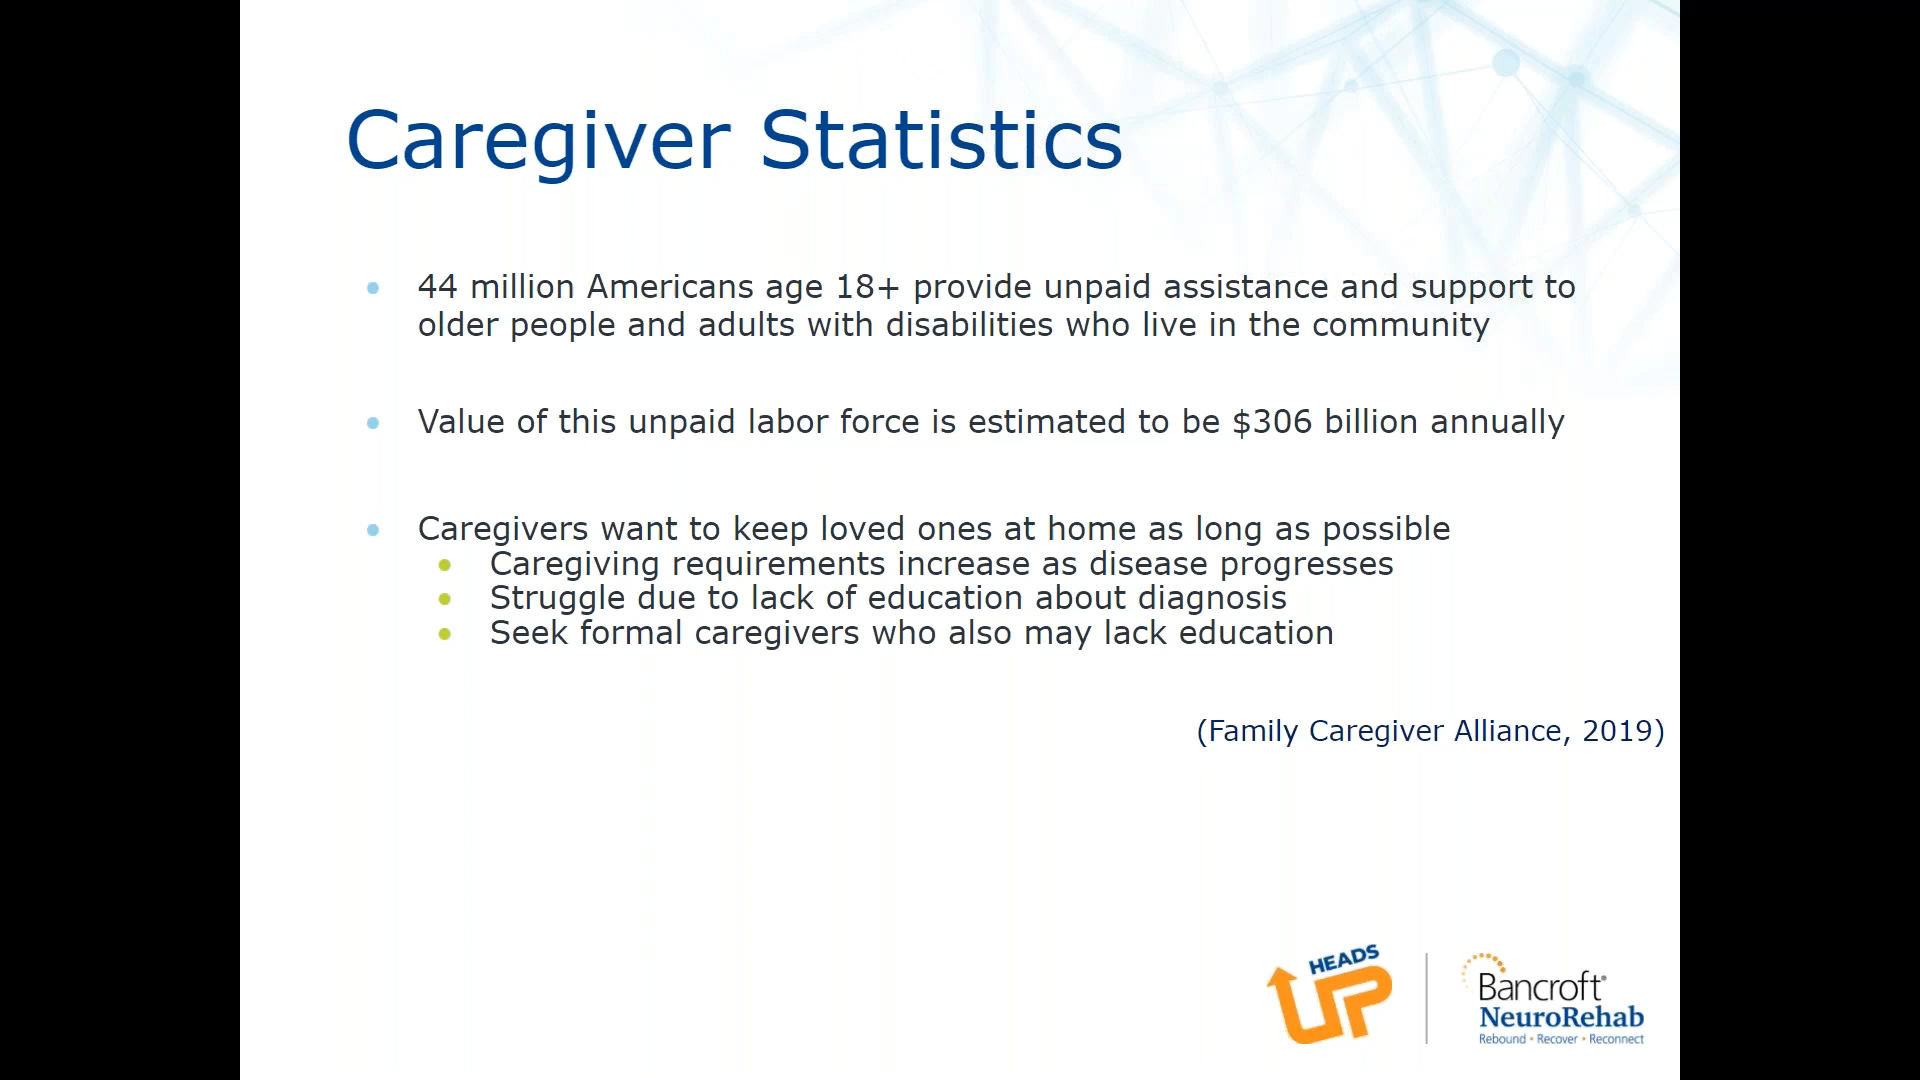 Caregiver Statistics
• 44 million Americans age 18+ provide unpaid assistance and support to
older people and adults with disabilities who live in the community
• Value of this unpaid labor force is estimated to be $306 billion annually
• Caregivers want to keep loved ones at home as long as possible
• Caregiving requirements increase as disease progresses
• Struggle due to lack of education about diagnosis
• Seek formal caregivers who also may lack education
(Family Caregiver Alliance, 2019)
HEADS
UP
Bancroft®
NeuroRehab
Rebound • Recover • Reconnect